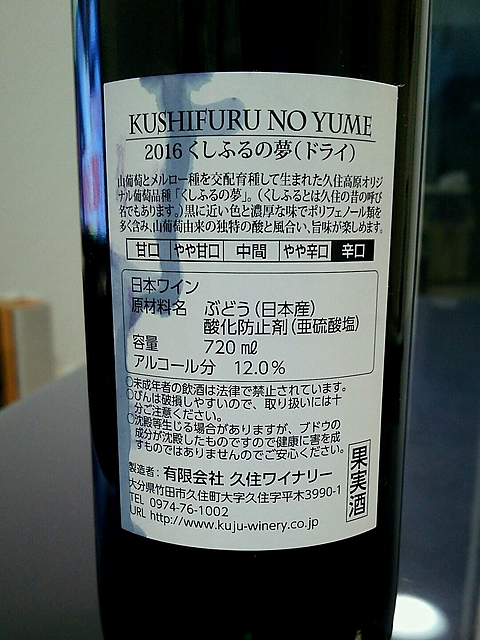 KUSHIFURU NO YUME
2016 くしふるの夢（ドライ）
山葡萄とメルロー種を交配育種して生まれた久住高原オリジ
ナル葡萄品種「くしふるの夢」。（くしふるとは久住の昔の呼び
名でもあります。）黒に近い色と濃厚な味でポリフェノール類を
多く含み、山葡萄由来の独特の酸と風合い、旨味が楽しめます。
甘口 やや甘口 中間 やや辛口 辛口
日本ワイン
原材料名 ぶどう（日本産）
酸化防止剤（亜硫酸塩）
容量 720㎖
アルコール分 12.0%
○未成年者の飲酒は法律で禁止されています。
○びんは破損しやすいので、取り扱いには十
分ご注意ください。
○沈殿等生じる場合がありますが、ブドウの
成分が沈殿したものですので健康に害を成
すものではありませんのでご安心ください。
果実酒
製造者：有限会社 久住ワイナリー
大分県竹田市久住町大字久住字平木3990-1
TEL 0974-76-1002
URL http://www.kuju-winery.co.jp